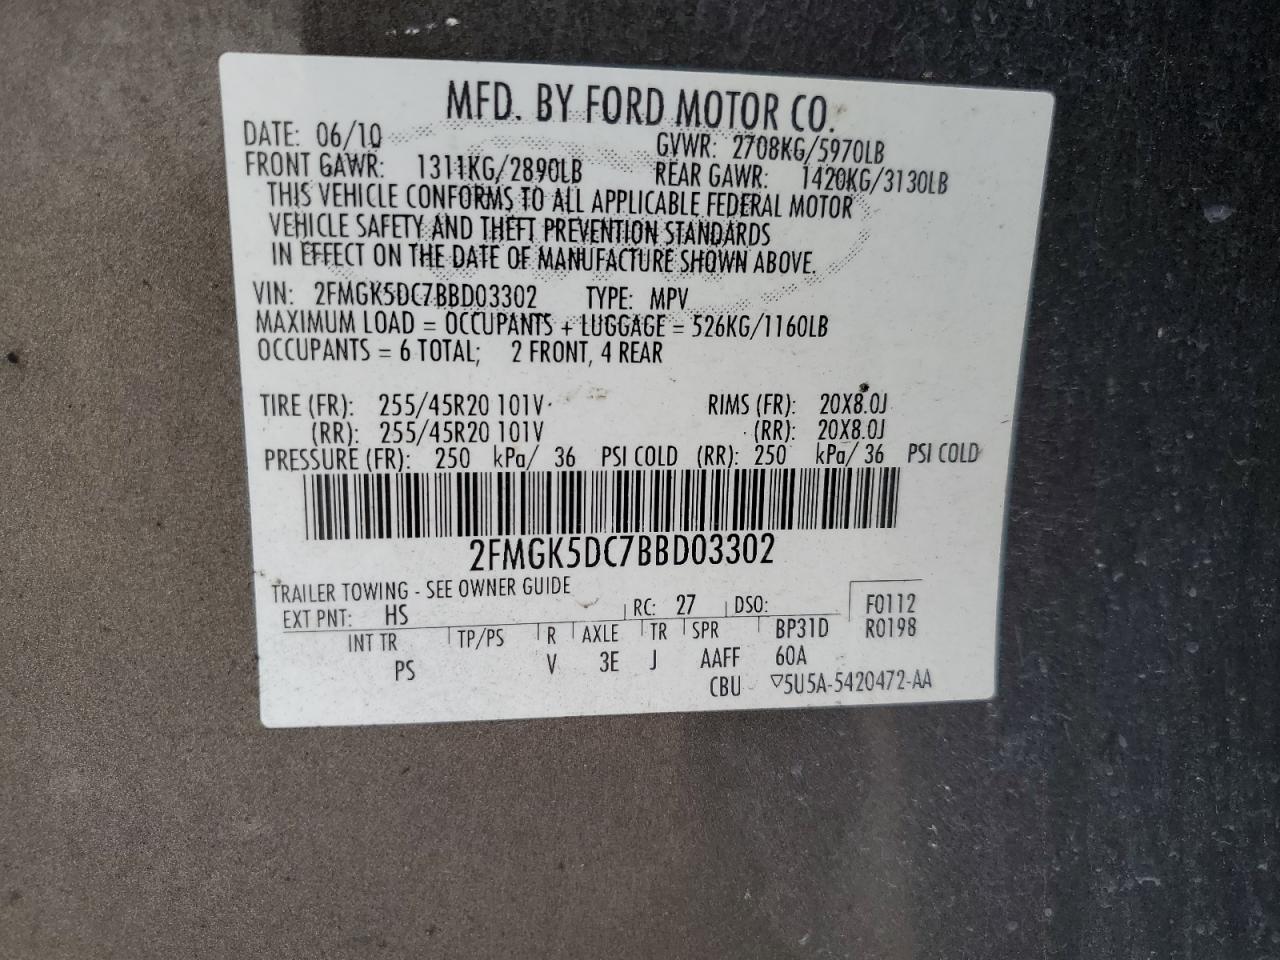 MFD. BY FORD MOTOR CO.
DATE: 06/10 GVWR: 2708KG/5970LB
FRONT GAWR: 1311KG/2890LB REAR GAWR: 1420KG/3130LB
THIS VEHICLE CONFORMS TO ALL APPLICABLE FEDERAL MOTOR
VEHICLE SAFETY AND THEFT PREVENTION STANDARDS
IN EFFECT ON THE DATE OF MANUFACTURE SHOWN ABOVE.
VIN: 2FMGK5DC7BBD03302 TYPE: MPV
MAXIMUM LOAD = OCCUPANTS + LUGGAGE = 526KG/1160LB
OCCUPANTS = 6 TOTAL; 2 FRONT, 4 REAR
TIRE (FR): 255/45R20 101V RIMS (FR): 20X8.0J
(RR): 255/45R20 101V (RR): 20X8.0J
PRESSURE (FR): 250 kPa/ 36 PSI COLD (RR): 250 kPa/ 36 PSI COLD
2FMGK5DC7BBD03302
TRAILER TOWING - SEE OWNER GUIDE
EXT PNT: HS RC: 27 DSO: F0112
INT TR TP/PS R AXLE TR SPR BP31D R0198
PS V 3E J AAFF 60A
CBU ▽5U5A-5420472-AA